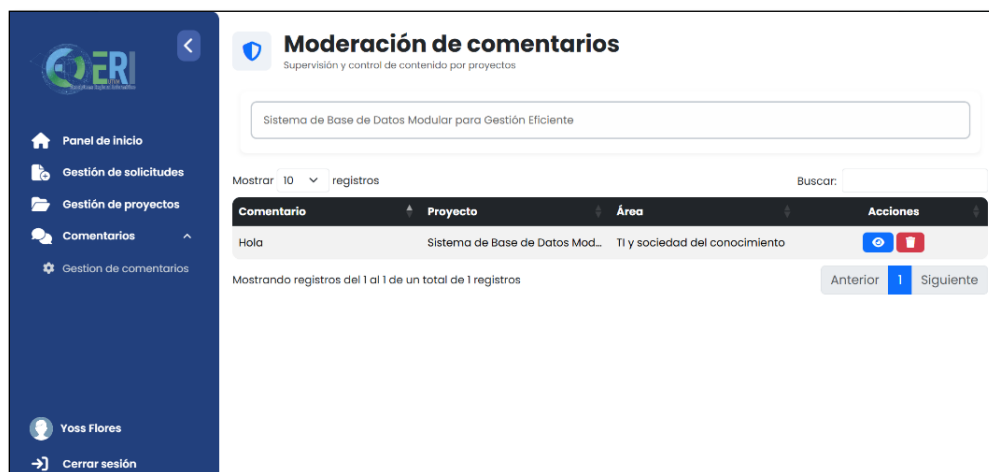 ERI
Moderación de comentarios
Supervisión y control de contenido por proyectos
Sistema de Base de Datos Modular para Gestión Eficiente
Panel de inicio
Gestión de solicitudes
Gestión de proyectos
Comentarios
Gestion de comentarios
Mostrar 10 registros
Buscar:
Comentario Proyecto Área Acciones
Hola Sistema de Base de Datos Mod... TI y sociedad del conocimiento
Mostrando registros del 1 al 1 de un total de 1 registros
Anterior 1 Siguiente
Yoss Flores
Cerrar sesión